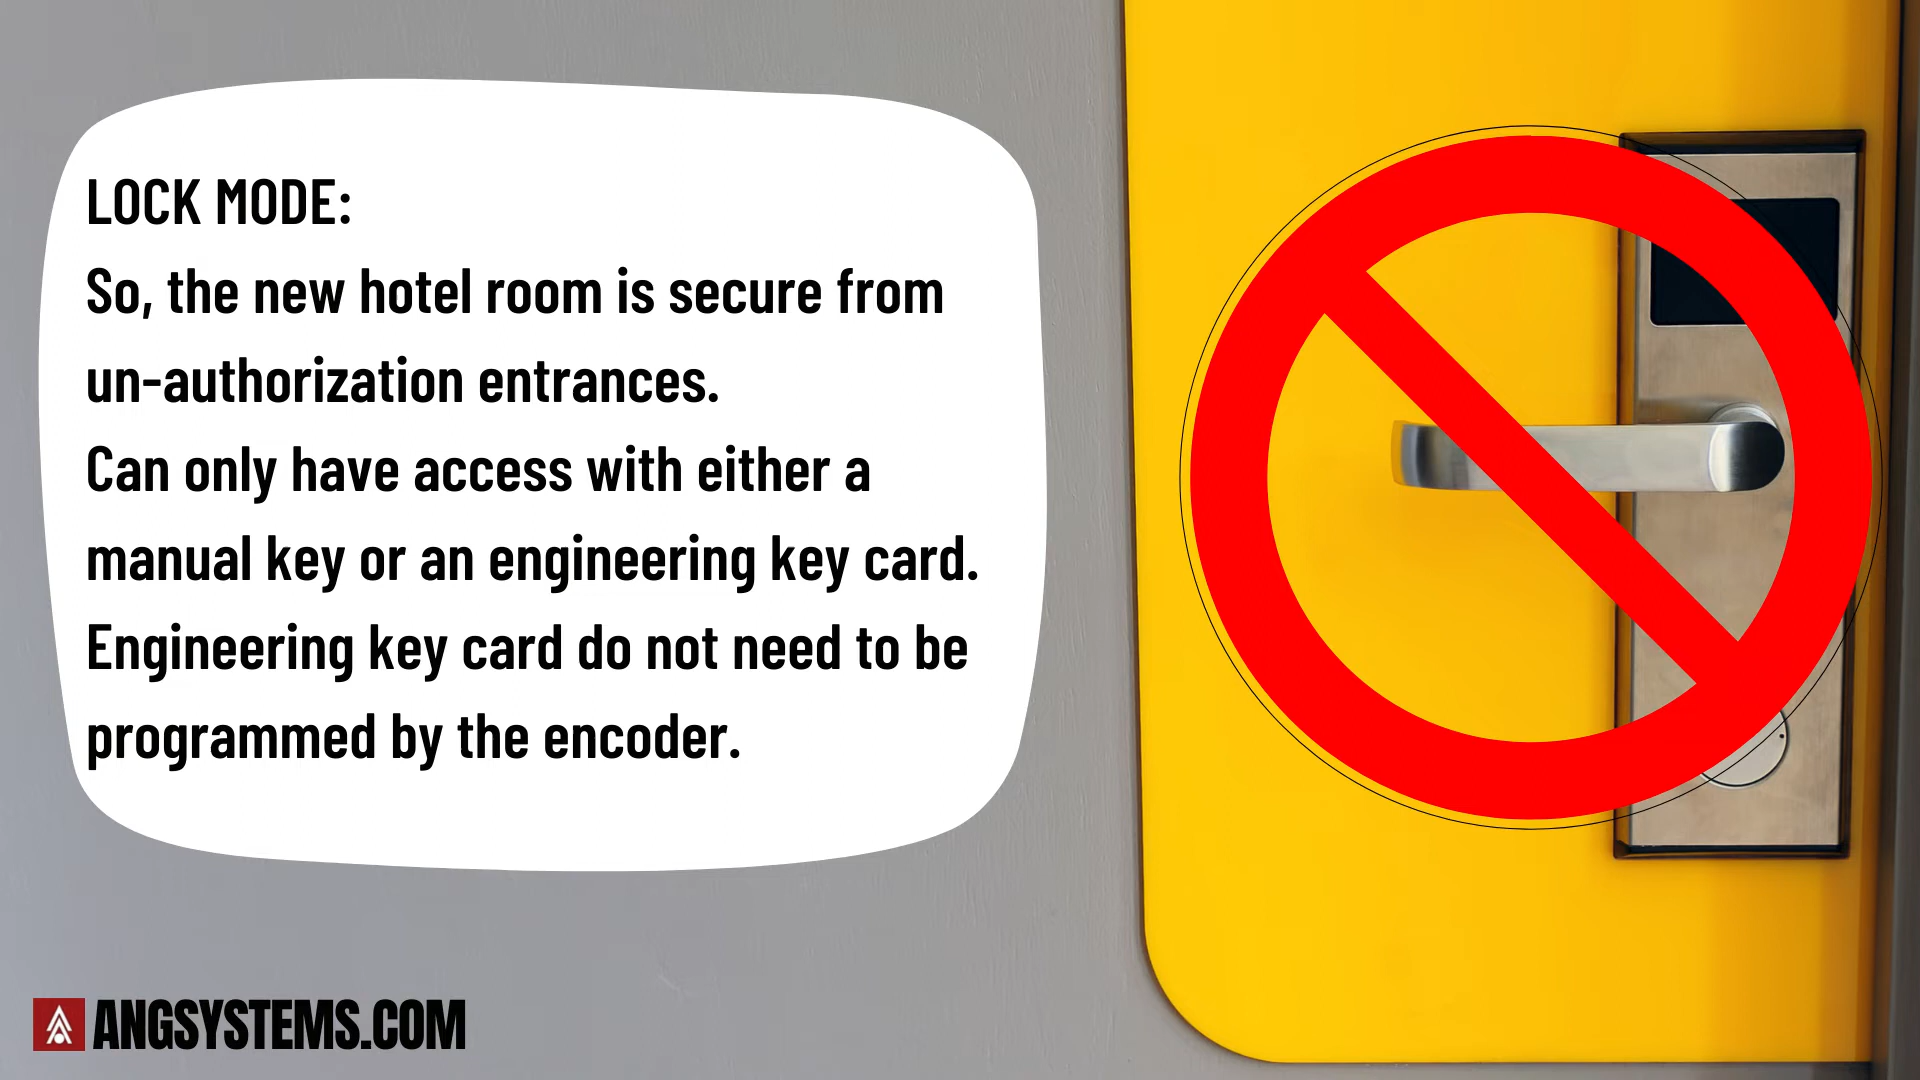 LOCK MODE:
So, the new hotel room is secure from
un-authorization entrances.
Can only have access with either a
manual key or an engineering key card.
Engineering key card do not need to be
programmed by the encoder.
ANGSYSTEMS.COM